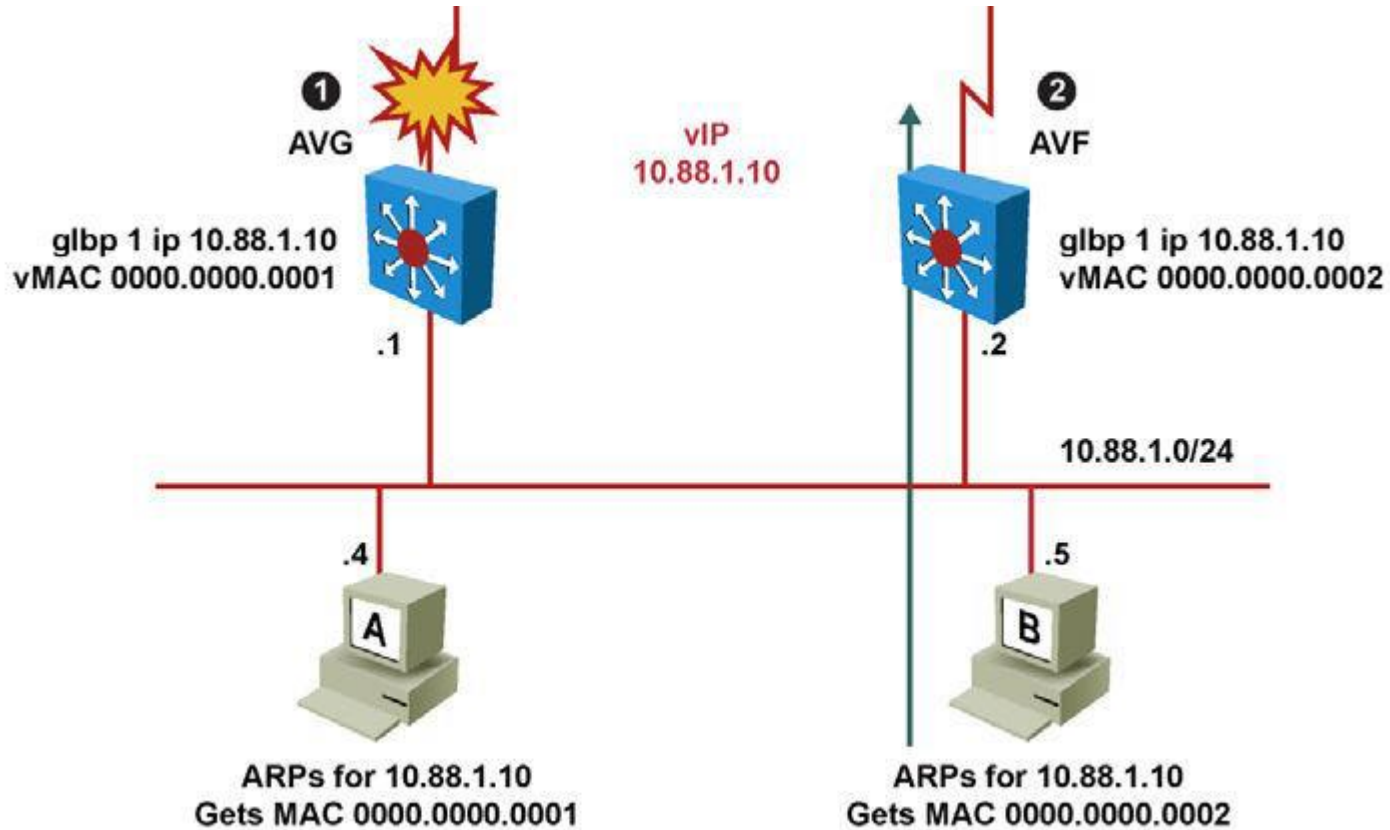 1
AVG
vIP
10.88.1.10
2
AVF
glbp 1 ip 10.88.1.10
vMAC 0000.0000.0001
glbp 1 ip 10.88.1.10
vMAC 0000.0000.0002
.1
.2
10.88.1.0/24
.4
.5
A
B
ARPs for 10.88.1.10
Gets MAC 0000.0000.0001
ARPs for 10.88.1.10
Gets MAC 0000.0000.0002